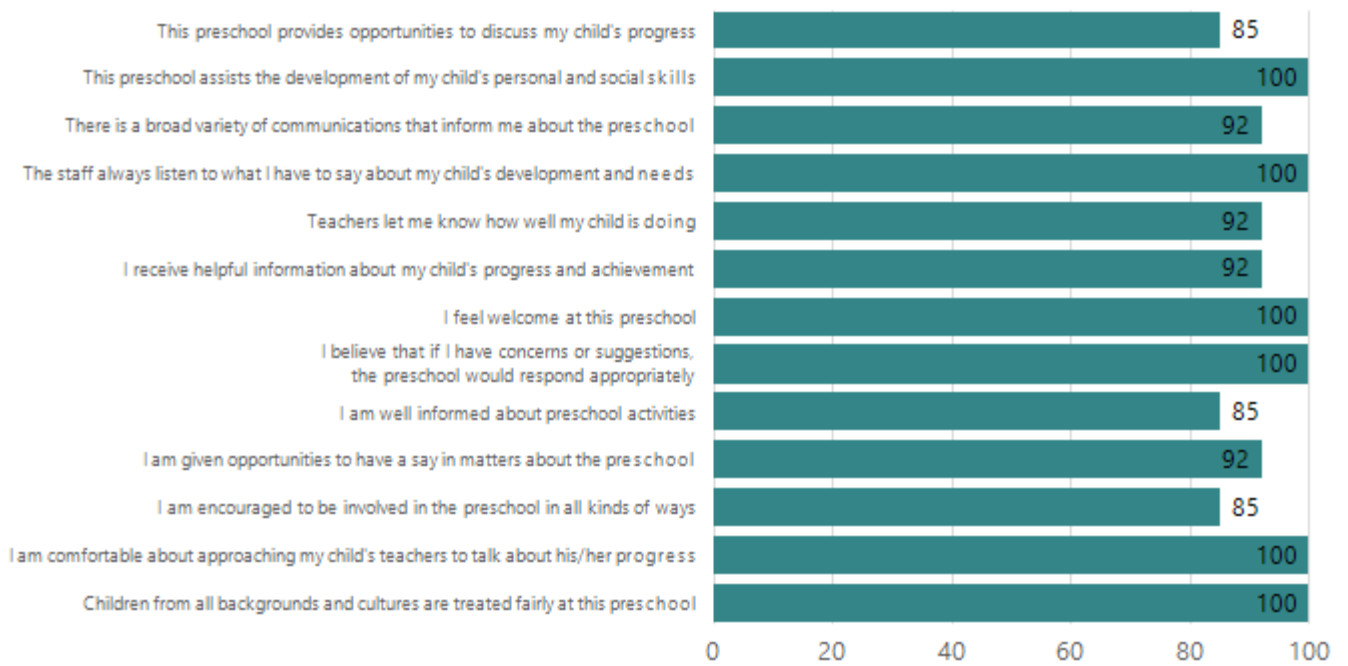 This preschool provides opportunities to discuss my child's progress 85
This preschool assists the development of my child's personal and social skills 100
There is a broad variety of communications that inform me about the preschool 92
The staff always listen to what I have to say about my child's development and needs 100
Teachers let me know how well my child is doing 92
I receive helpful information about my child's progress and achievement 92
I feel welcome at this preschool 100
I believe that if I have concerns or suggestions,
the preschool would respond appropriately 100
I am well informed about preschool activities 85
I am given opportunities to have a say in matters about the preschool 92
I am encouraged to be involved in the preschool in all kinds of ways 85
I am comfortable about approaching my child's teachers to talk about his/her progress 100
Children from all backgrounds and cultures are treated fairly at this preschool 100
0 20 40 60 80 100